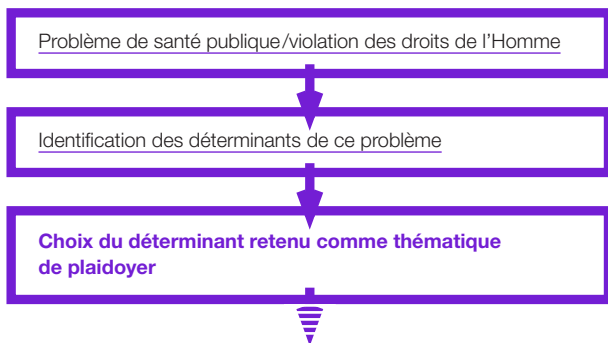 Problème de santé publique/violation des droits de l’Homme
Identification des déterminants de ce problème
Choix du déterminant retenu comme thématique
de plaidoyer